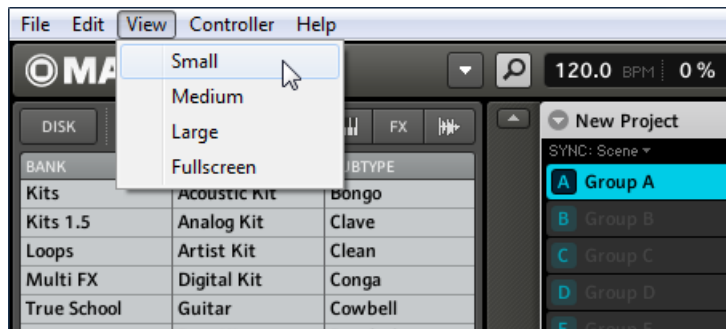 File Edit View Controller Help
Small
Medium
Large
Fullscreen
MA
120.0 BPM 0 %
DISK
FX
New Project
SYNC: Scene
BANK
UBTYPE
A Group A
Kits Acoustic Kit Bongo
Kits 1.5 Analog Kit Clave
B Group B
Loops Artist Kit Clean
C Group C
Multi FX Digital Kit Conga
D Group D
True School Guitar Cowbell